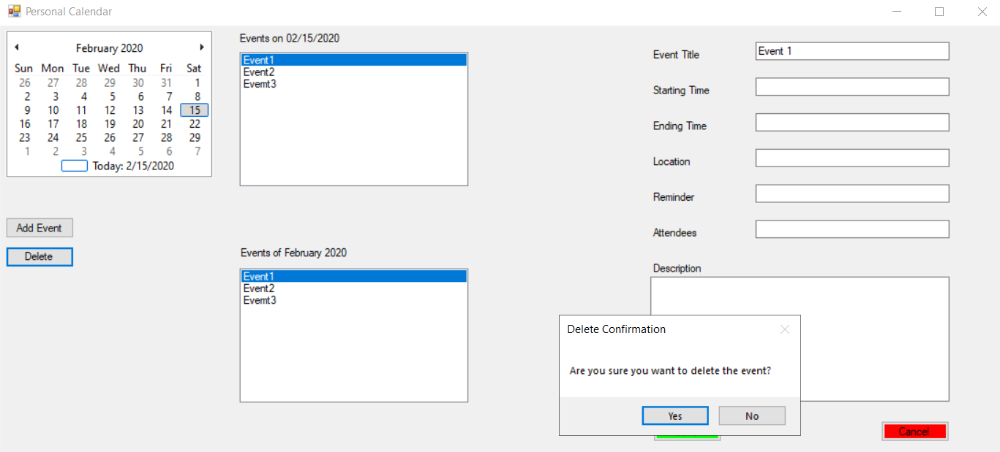 Personal Calendar
February 2020
Sun Mon Tue Wed Thu Fri Sat
26 27 28 29 30 31 1
2 3 4 5 6 7 8
9 10 11 12 13 14 15
16 17 18 19 20 21 22
23 24 25 26 27 28 29
1 2 3 4 5 6 7
Today: 2/15/2020
Add Event
Delete
Events on 02/15/2020
Event1
Event2
Evemt3
Events of February 2020
Event1
Event2
Evemt3
Event Title Event 1
Starting Time
Ending Time
Location
Reminder
Attendees
Description
Delete Confirmation
Are you sure you want to delete the event?
Yes No
Cancel